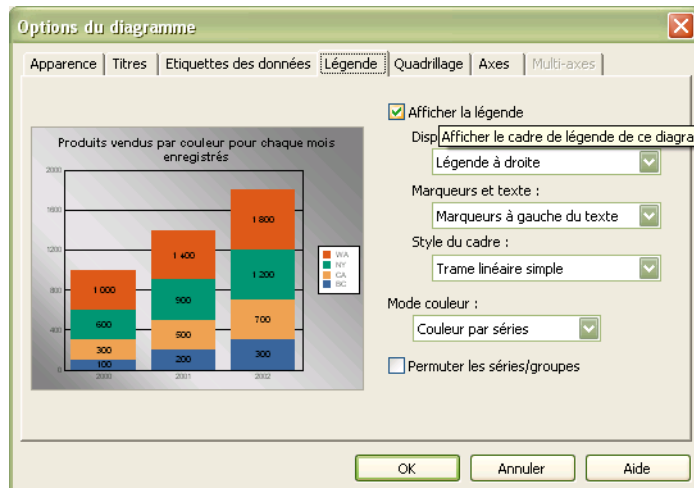 Options du diagramme
Apparence Titres Etiquettes des données Légende Quadrillage Axes Multi-axes
Afficher la légende
Disp
Afficher le cadre de légende de ce diagra
Légende à droite
Marqueurs et texte :
Marqueurs à gauche du texte
Style du cadre :
Trame linéaire simple
Mode couleur :
Couleur par séries
Permuter les séries/groupes
Produits vendus par couleur pour chaque mois
enregistrés
2000
1600
1200
800
400
0
1 000
600
300
100
1 400
900
500
200
1 800
1 200
700
300
2000 2001 2002
WA
NY
CA
BC
OK Annuler Aide